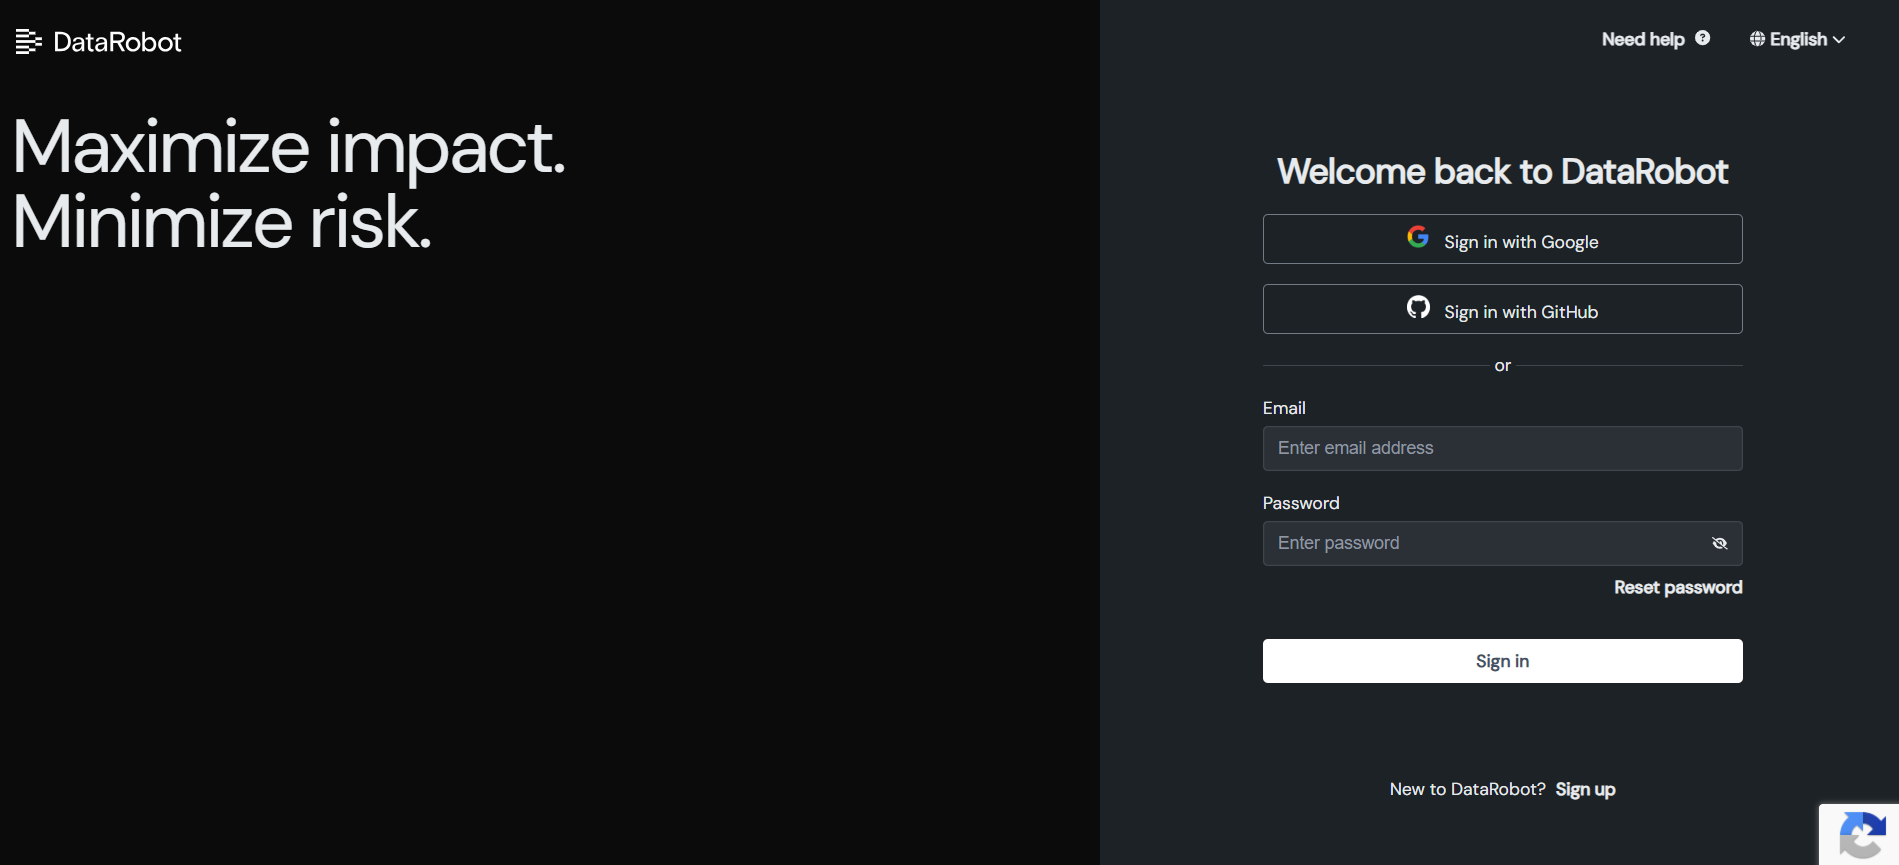 DataRobot
Maximize impact.
Minimize risk.
Need help
English
Welcome back to DataRobot
Sign in with Google
Sign in with GitHub
or
Email
Enter email address
Password
Enter password
Reset password
Sign in
New to DataRobot? Sign up